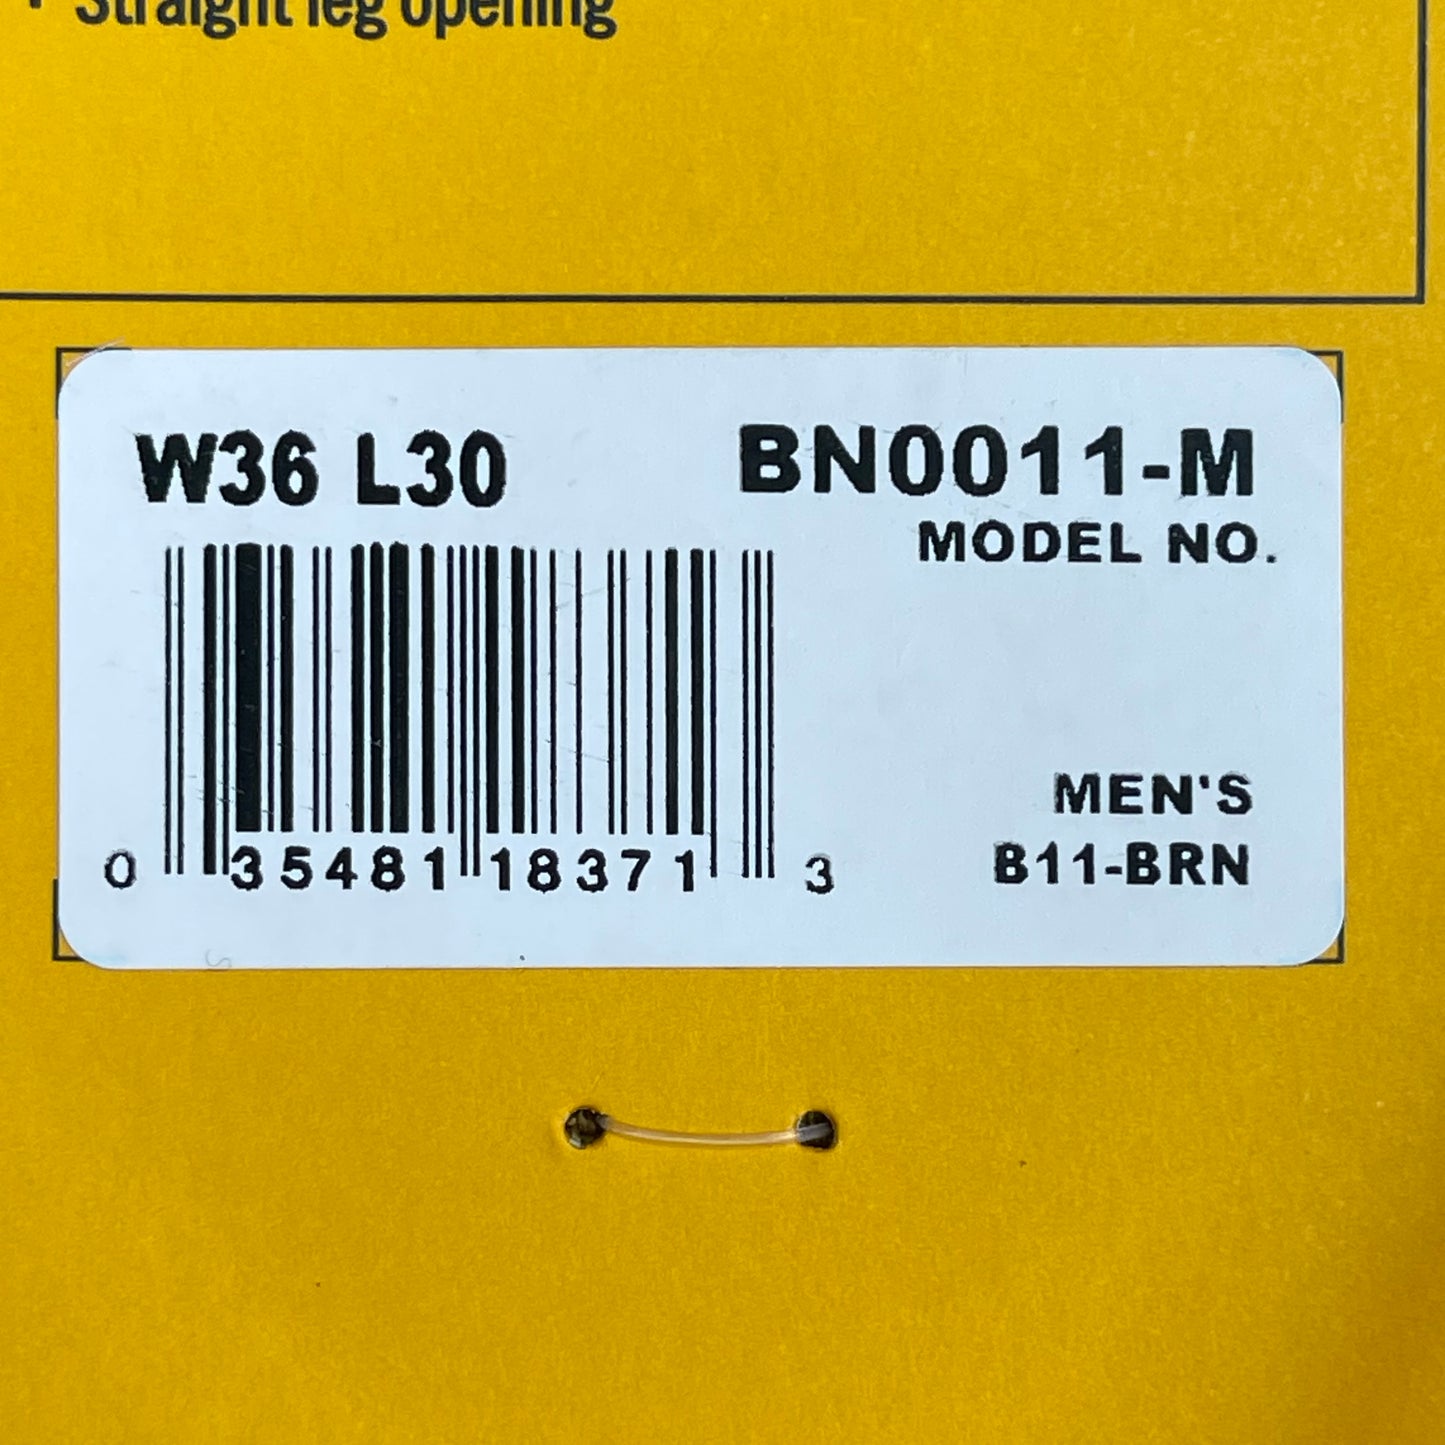 · Straight leg opening
W36 L30
BN0011-M
MODEL NO.
MEN'S
B11-BRN
0 35481 18371 3